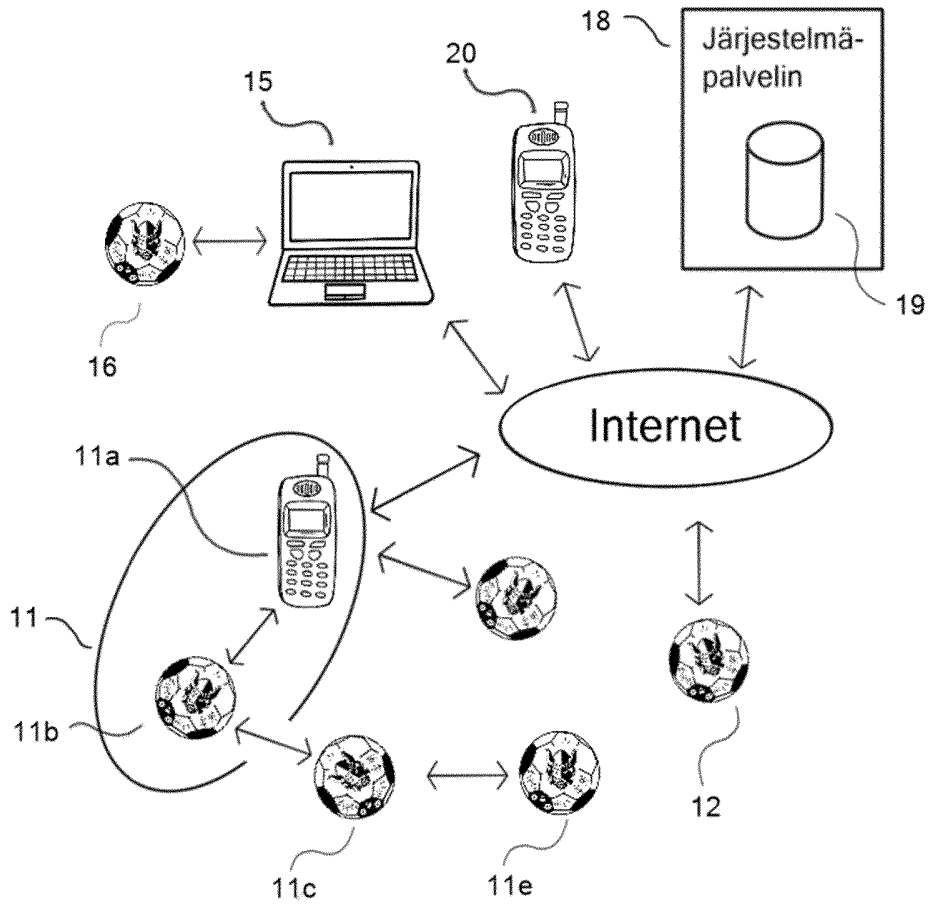 18
Järjestelmä-
palvelin
20
15
19
16
Internet
11a
11
11b
12
11c
11e